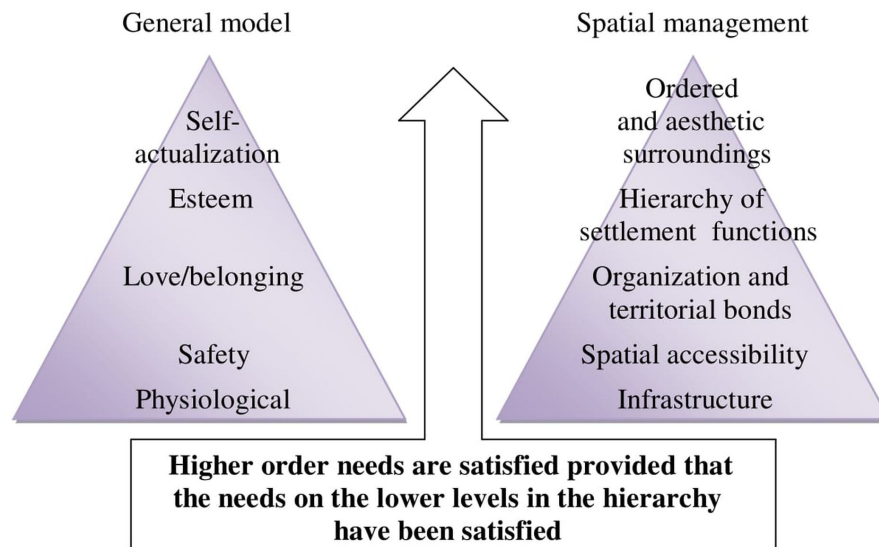 General model
Self-
actualization
Esteem
Love/belonging
Safety
Physiological
Spatial management
Ordered
and aesthetic
surroundings
Hierarchy of
settlement functions
Organization and
territorial bonds
Spatial accessibility
Infrastructure
Higher order needs are satisfied provided that
the needs on the lower levels in the hierarchy
have been satisfied